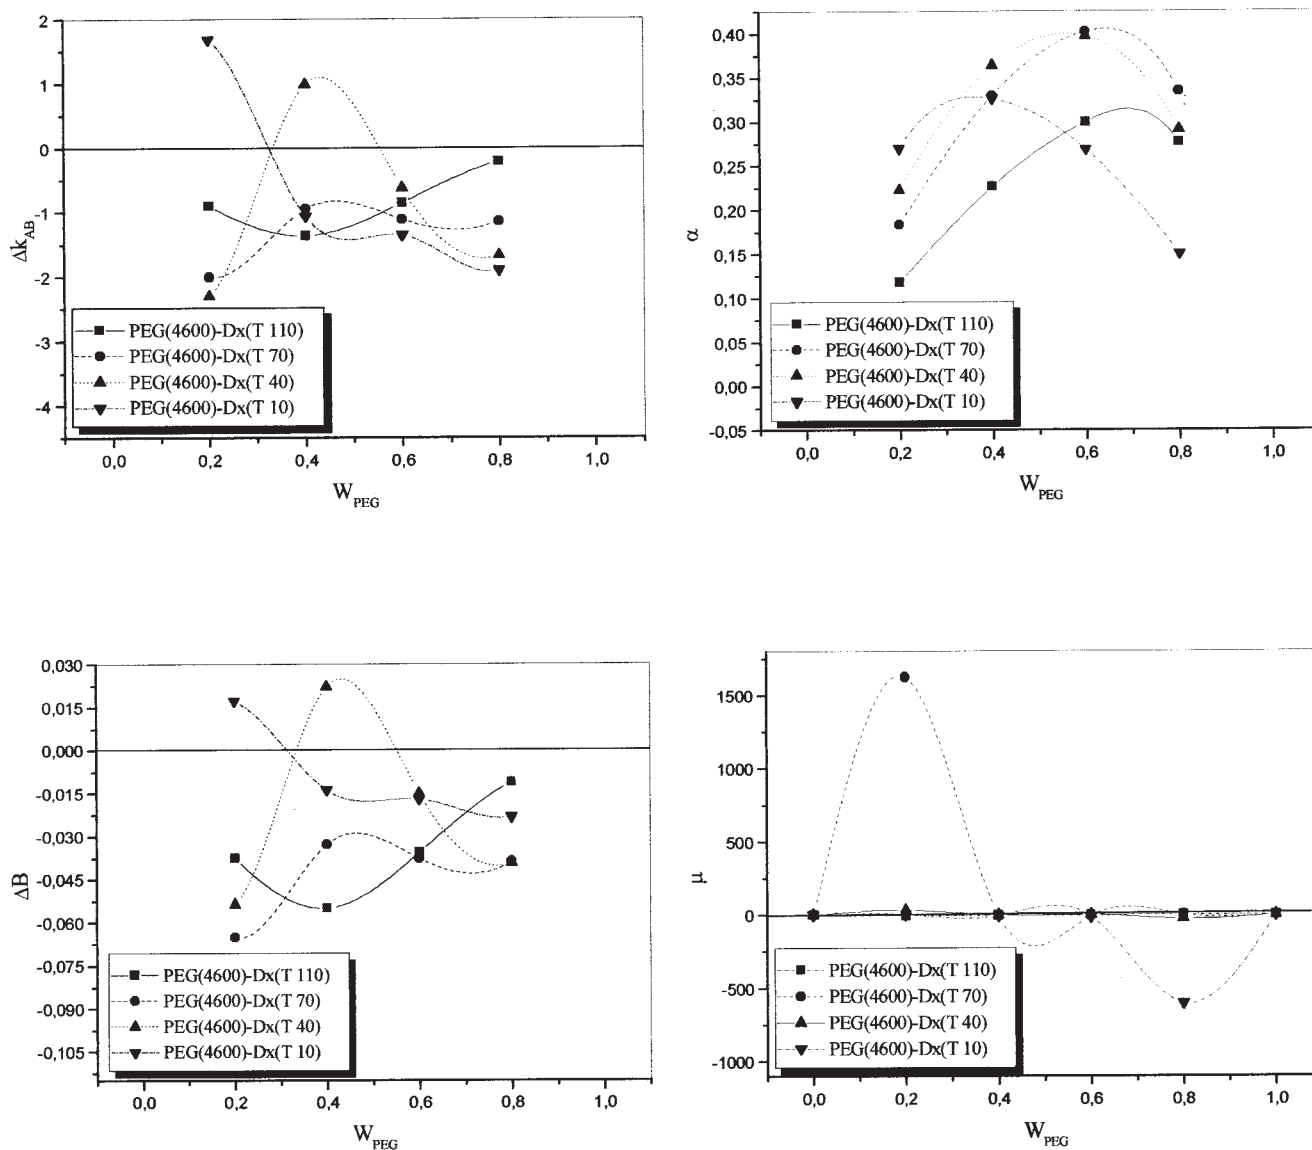 2
1
0
-1
-2
-3
-4
Δk_AB
PEG(4600)-Dx(T 110)
PEG(4600)-Dx(T 70)
PEG(4600)-Dx(T 40)
PEG(4600)-Dx(T 10)
0,0 0,2 0,4 0,6 0,8 1,0
W_PEG
0,40
0,35
0,30
0,25
0,20
0,15
0,10
0,05
0,00
-0,05
α
PEG(4600)-Dx(T 110)
PEG(4600)-Dx(T 70)
PEG(4600)-Dx(T 40)
PEG(4600)-Dx(T 10)
0,0 0,2 0,4 0,6 0,8 1,0
W_PEG
0,030
0,015
0,000
-0,015
-0,030
-0,045
-0,060
-0,075
-0,090
-0,105
ΔB
PEG(4600)-Dx(T 110)
PEG(4600)-Dx(T 70)
PEG(4600)-Dx(T 40)
PEG(4600)-Dx(T 10)
0,0 0,2 0,4 0,6 0,8 1,0
W_PEG
1500
1000
500
0
-500
-1000
μ
PEG(4600)-Dx(T 110)
PEG(4600)-Dx(T 70)
PEG(4600)-Dx(T 40)
PEG(4600)-Dx(T 10)
0,0 0,2 0,4 0,6 0,8 1,0
W_PEG